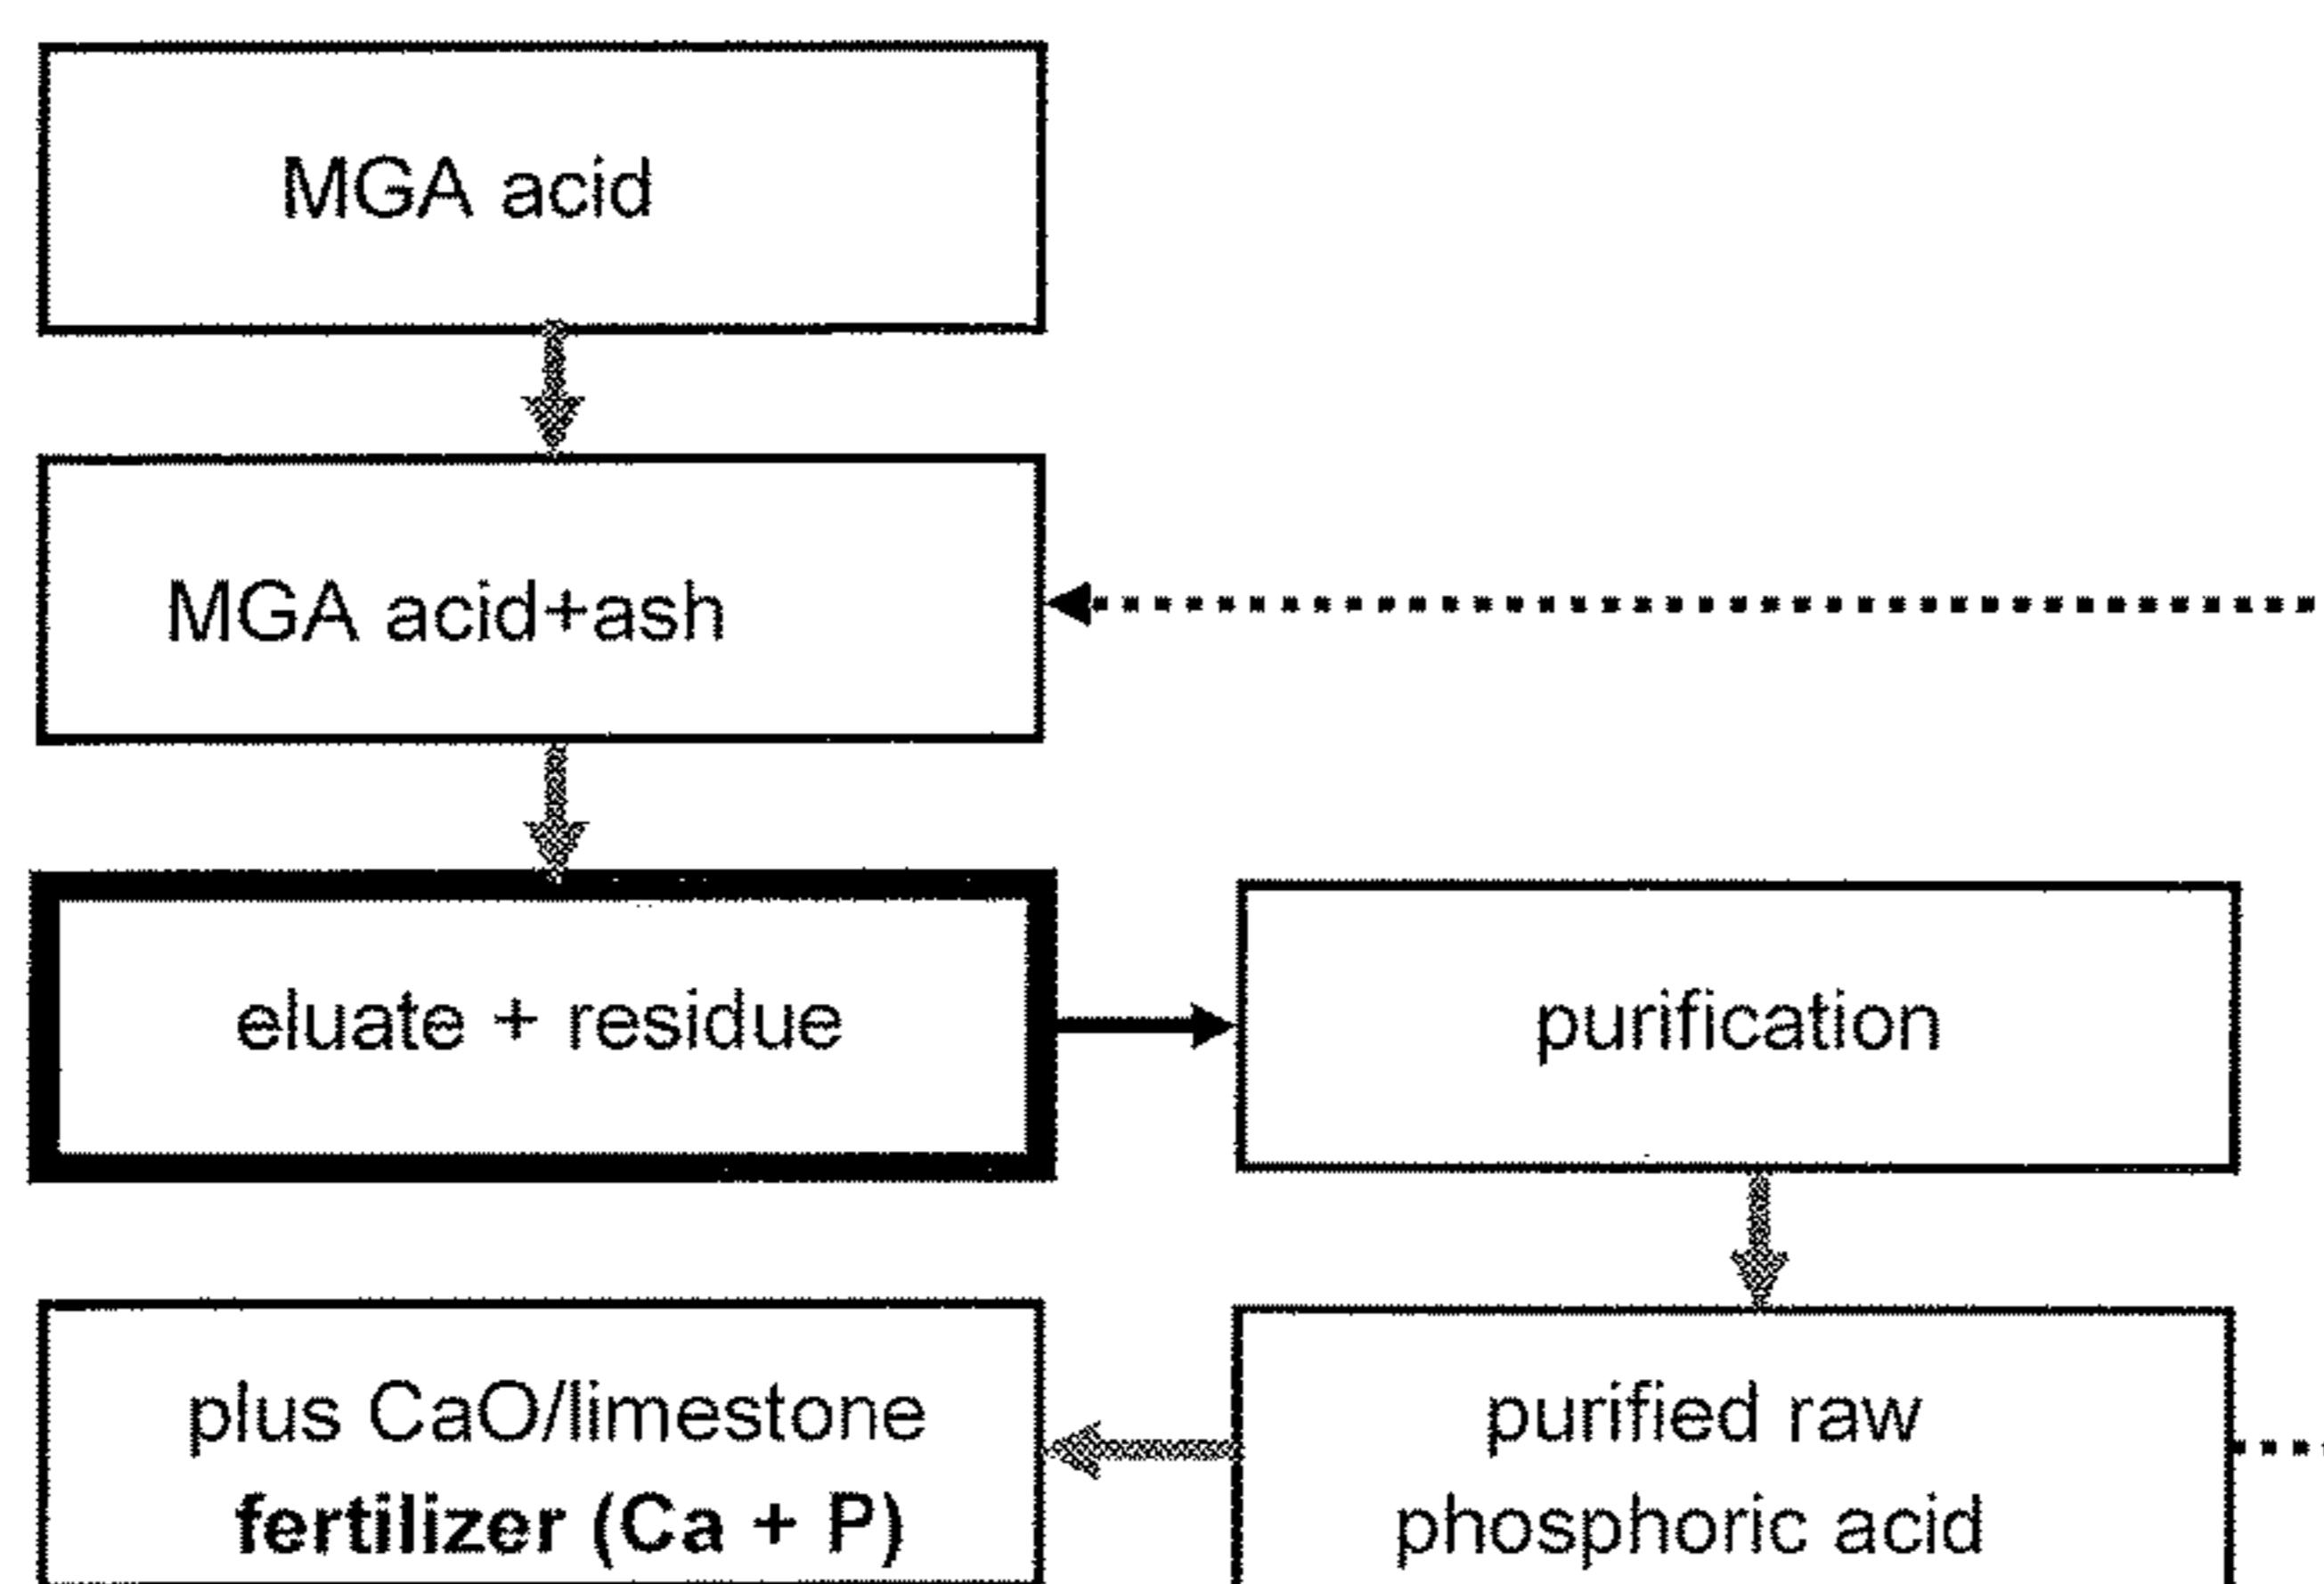 MGA acid
MGA acid+ash
eluate + residue
purification
plus CaO/limestone
fertilizer (Ca + P)
purified raw
phosphoric acid